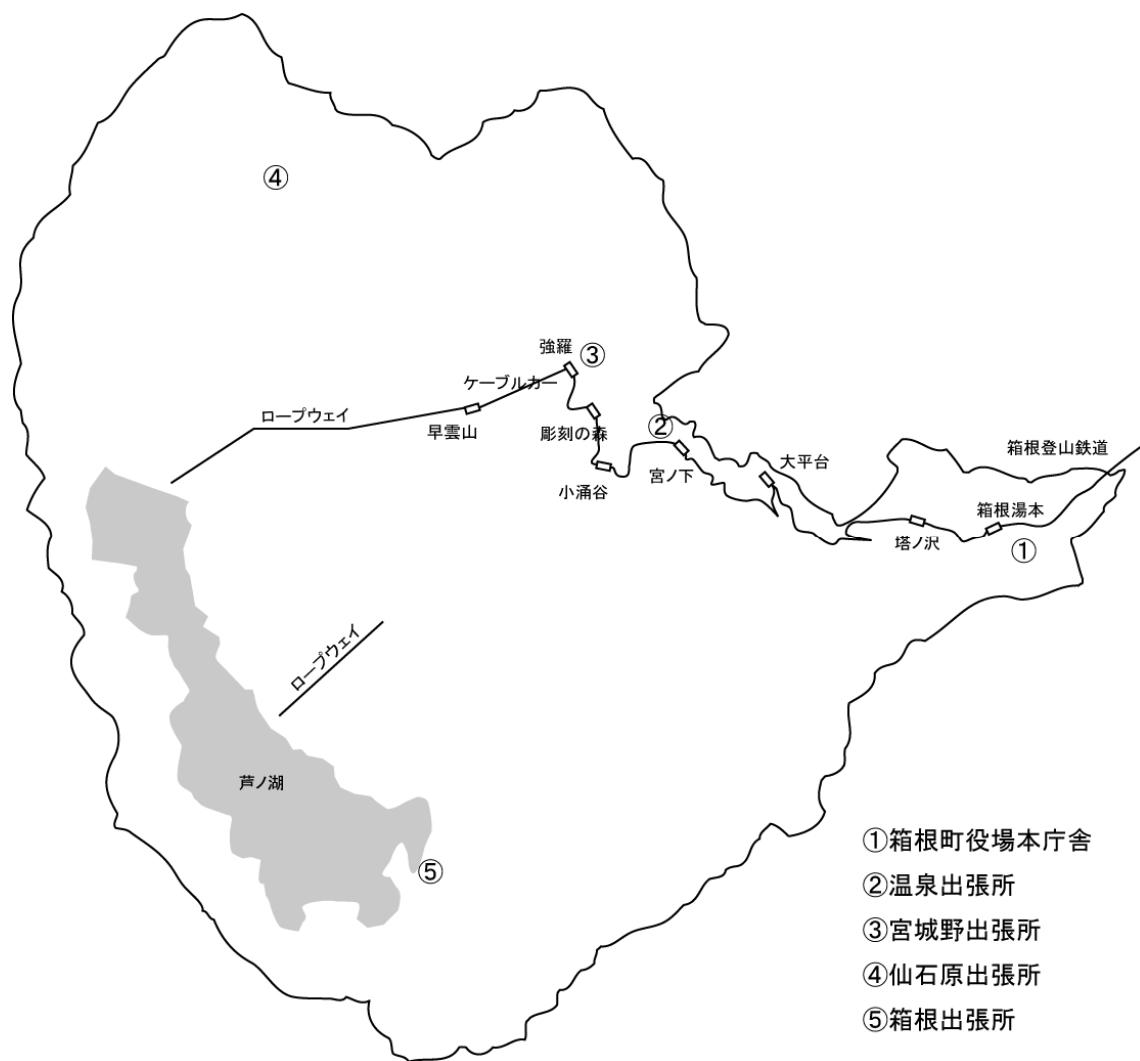 ④
強羅
③
ケーブルカー
ロープウェイ
早雲山
彫刻の森
②
小涌谷
宮ノ下
大平台
箱根登山鉄道
箱根湯本
塔ノ沢
①
ロープウェイ
芦ノ湖
⑤
①箱根町役場本庁舎
②温泉出張所
③宮城野出張所
④仙石原出張所
⑤箱根出張所